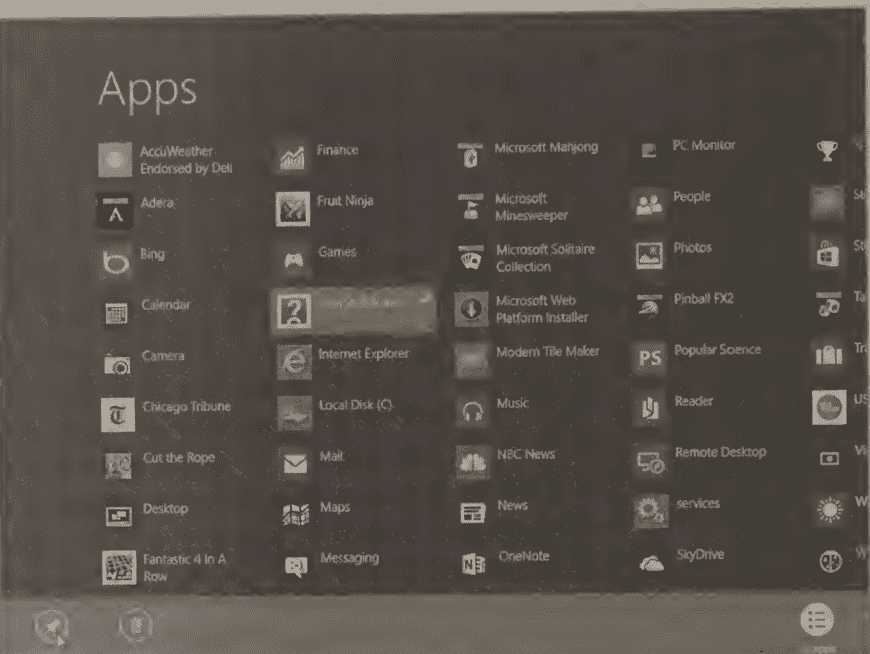 Apps
AccuWeather
Endorsed by Dell
Adera
Bing
Calendar
Camera
Chicago Tribune
Cut the Rope
Desktop
Fantastic 4 In A
Row
Finance
Fruit Ninja
Games
Internet Explorer
Local Disk (C)
Mail
Maps
Messaging
Microsoft Mahjong
Microsoft
Minesweeper
Microsoft Solitaire
Collection
Microsoft Web
Platform Installer
Modern Tile Maker
Music
NBC News
News
OneNote
PC Monitor
People
Photos
Pinball FX2
PS
Popular Science
Reader
Remote Desktop
services
SkyDrive
US
apps